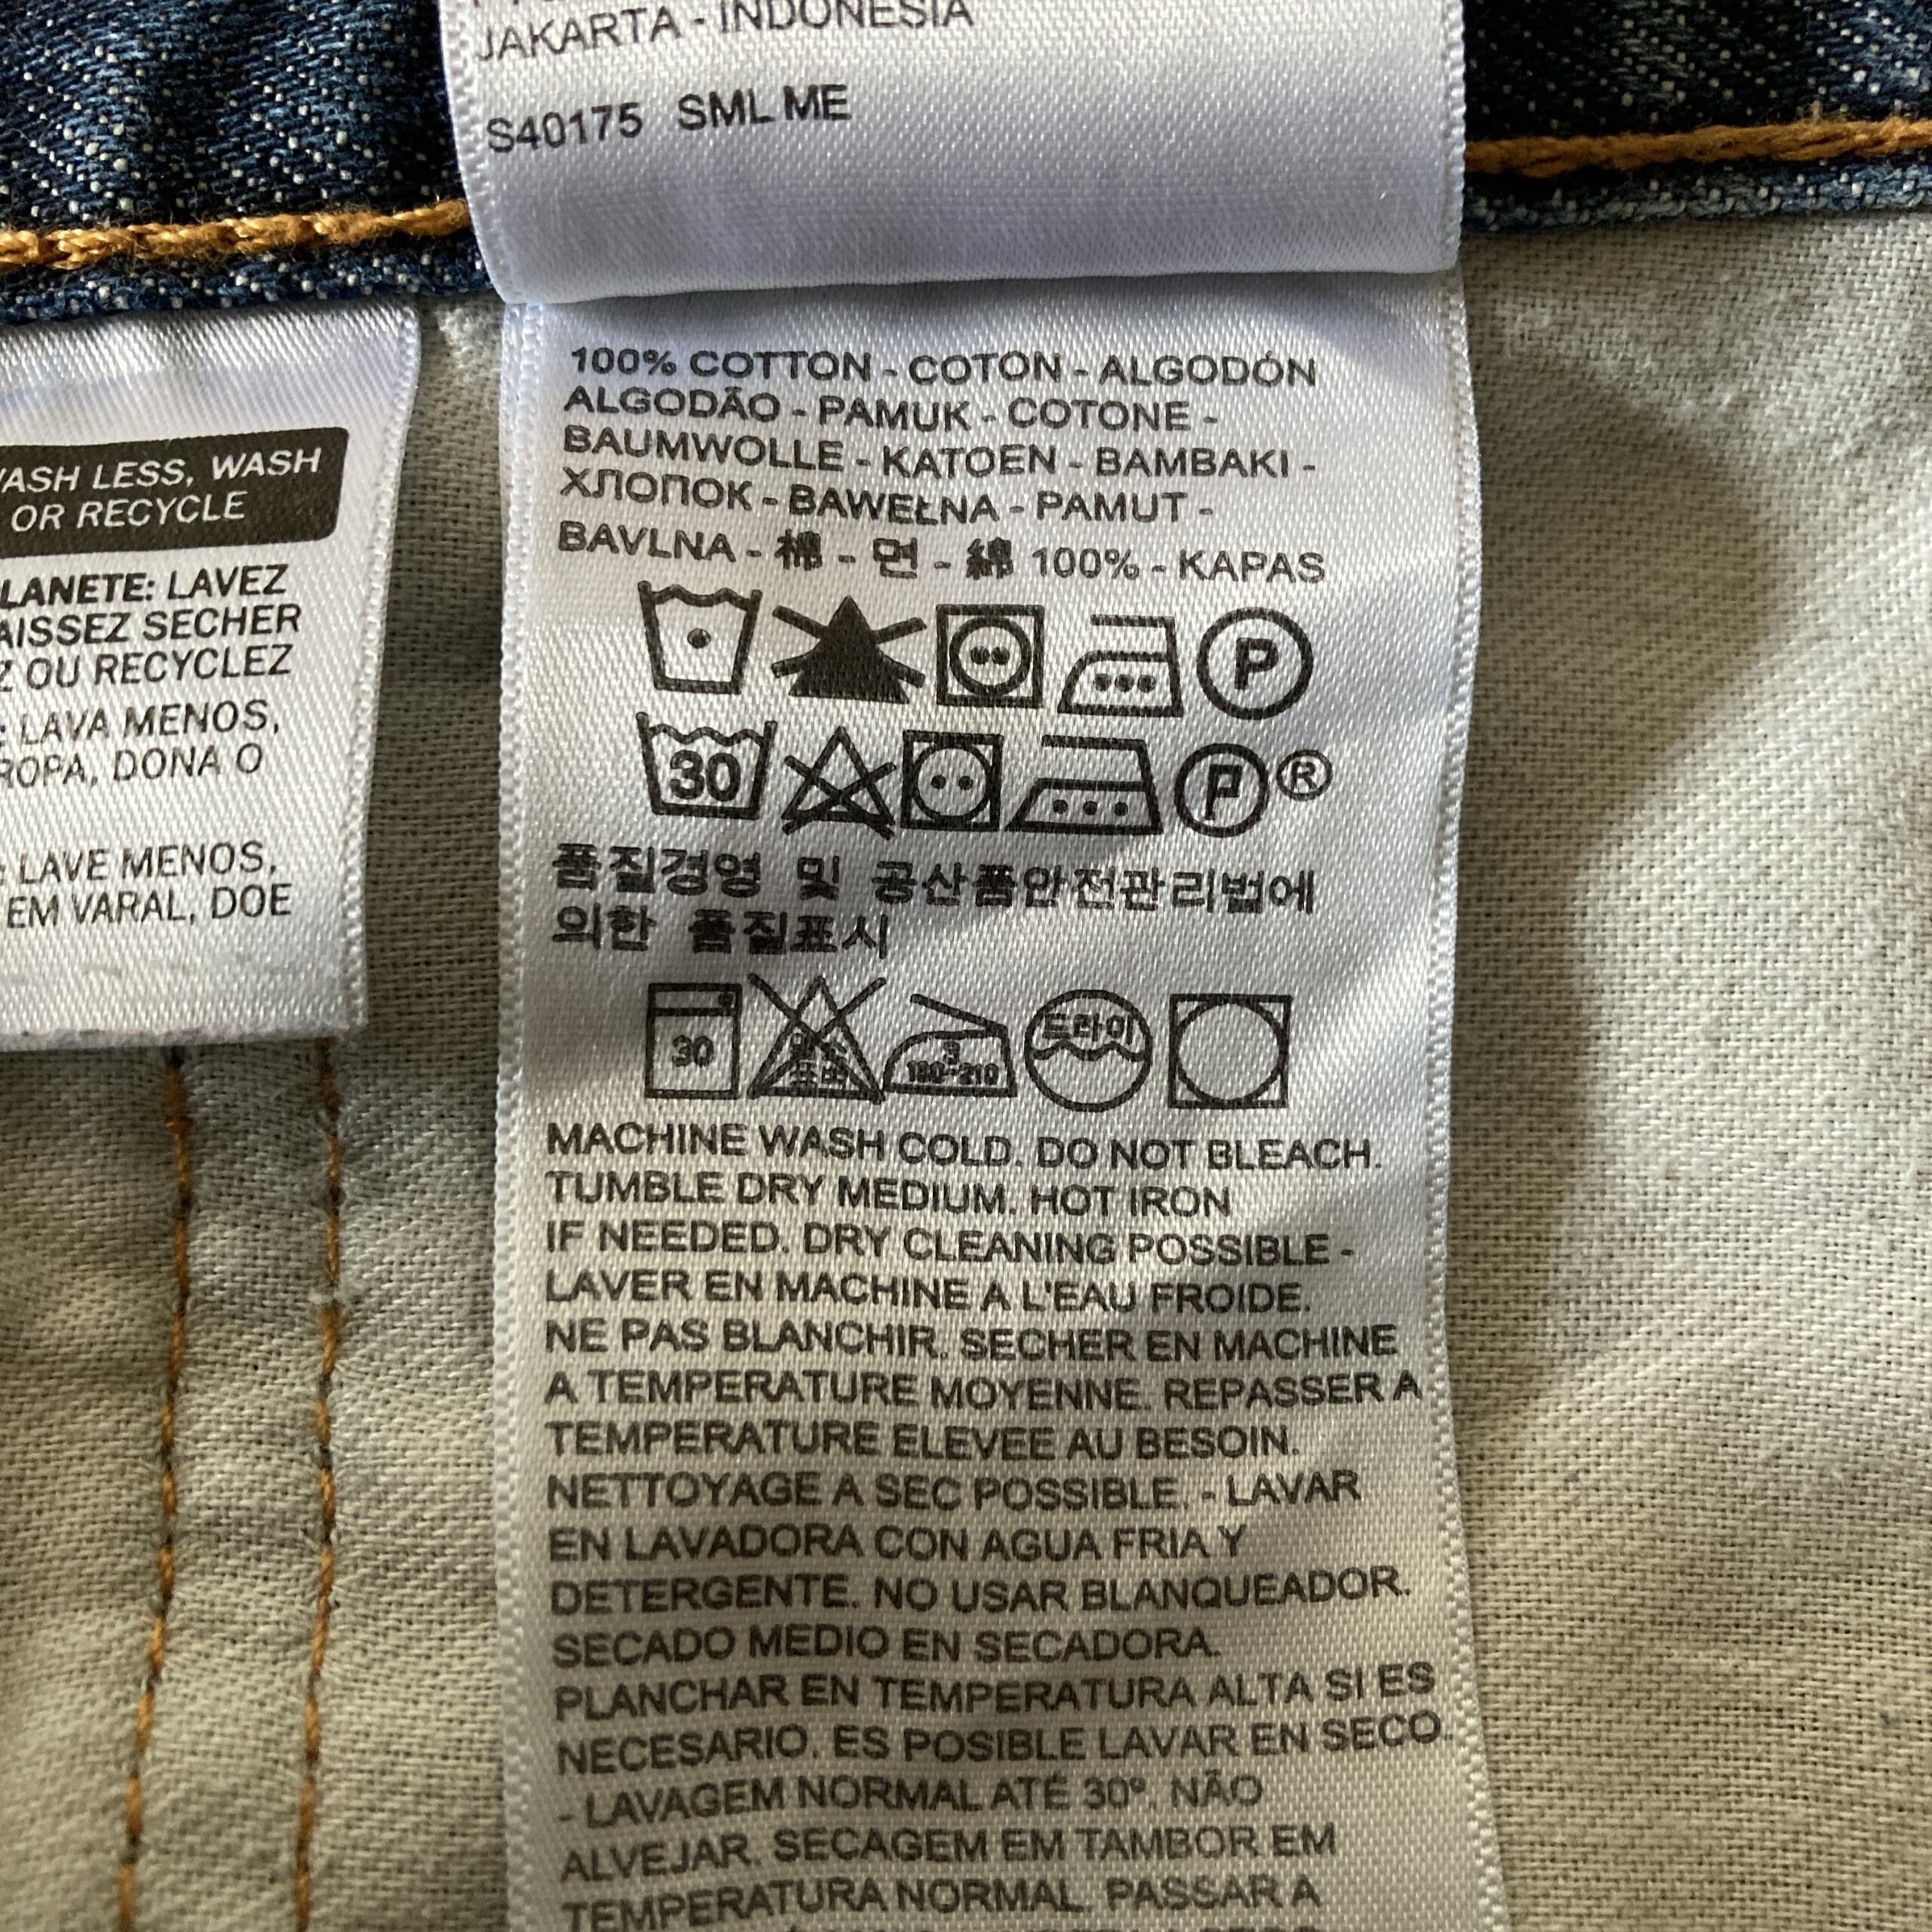 JAKARTA - INDONESIA
S40175 SML ME
WASH LESS, WASH
OR RECYCLE
PLANETE: LAVEZ
LAISSEZ SECHER
OU RECYCLEZ
: LAVA MENOS,
ROPA, DONA O
: LAVE MENOS,
EM VARAL, DOE
100% COTTON - COTON - ALGODÓN
ALGODÃO - PAMUK - COTONE -
BAUMWOLLE - KATOEN - BAMBAKI -
ХЛОПОК - BAWEŁNA - PAMUT -
BAVLNA - 棉 - 면 - 綿 100% - KAPAS
P
30 P ®
품질경영 및 공산품안전관리법에
의한 품질표시
30 염소표백 3 180~210 드라이
MACHINE WASH COLD. DO NOT BLEACH.
TUMBLE DRY MEDIUM. HOT IRON
IF NEEDED. DRY CLEANING POSSIBLE -
LAVER EN MACHINE A L'EAU FROIDE.
NE PAS BLANCHIR. SECHER EN MACHINE
A TEMPERATURE MOYENNE. REPASSER A
TEMPERATURE ELEVEE AU BESOIN.
NETTOYAGE A SEC POSSIBLE. - LAVAR
EN LAVADORA CON AGUA FRIA Y
DETERGENTE. NO USAR BLANQUEADOR.
SECADO MEDIO EN SECADORA.
PLANCHAR EN TEMPERATURA ALTA SI ES
NECESARIO. ES POSIBLE LAVAR EN SECO.
- LAVAGEM NORMAL ATÉ 30°. NÃO
ALVEJAR. SECAGEM EM TAMBOR EM
TEMPERATURA NORMAL. PASSAR A